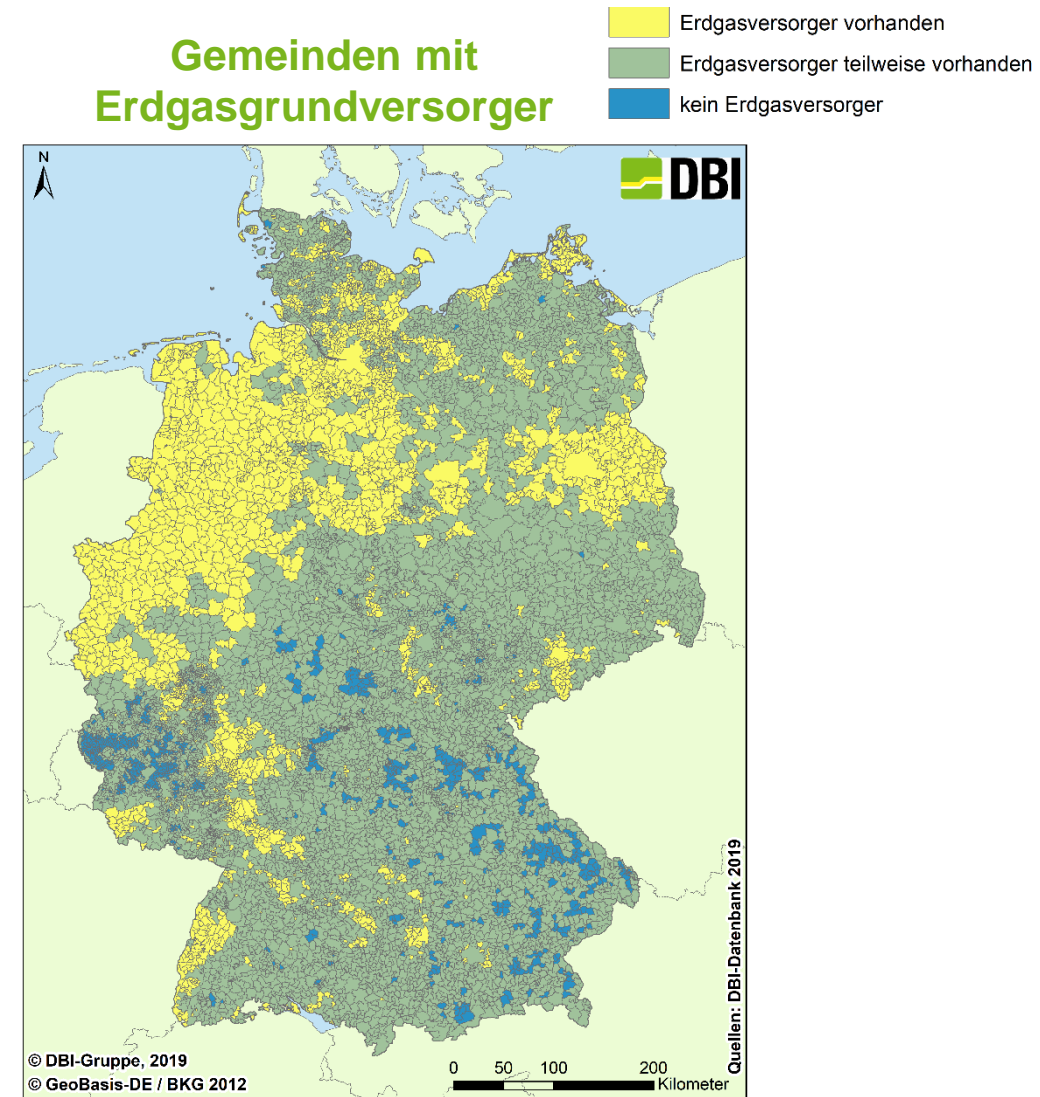 Gemeinden mit
Erdgasgrundversorger
Erdgasversorger vorhanden
Erdgasversorger teilweise vorhanden
kein Erdgasversorger
N
DBI
Quellen: DBI-Datenbank 2019
© DBI-Gruppe, 2019
© GeoBasis-DE / BKG 2012
0 50 100 200
Kilometer